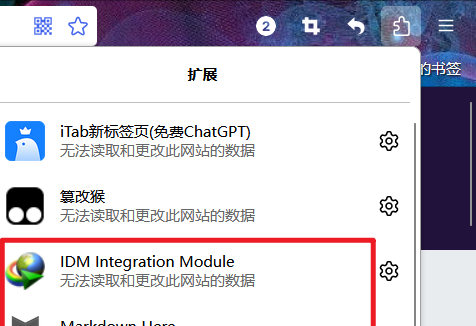 2
的书签
扩展
iTab新标签页(免费ChatGPT)
无法读取和更改此网站的数据
篡改猴
无法读取和更改此网站的数据
IDM Integration Module
无法读取和更改此网站的数据
Markdown Here